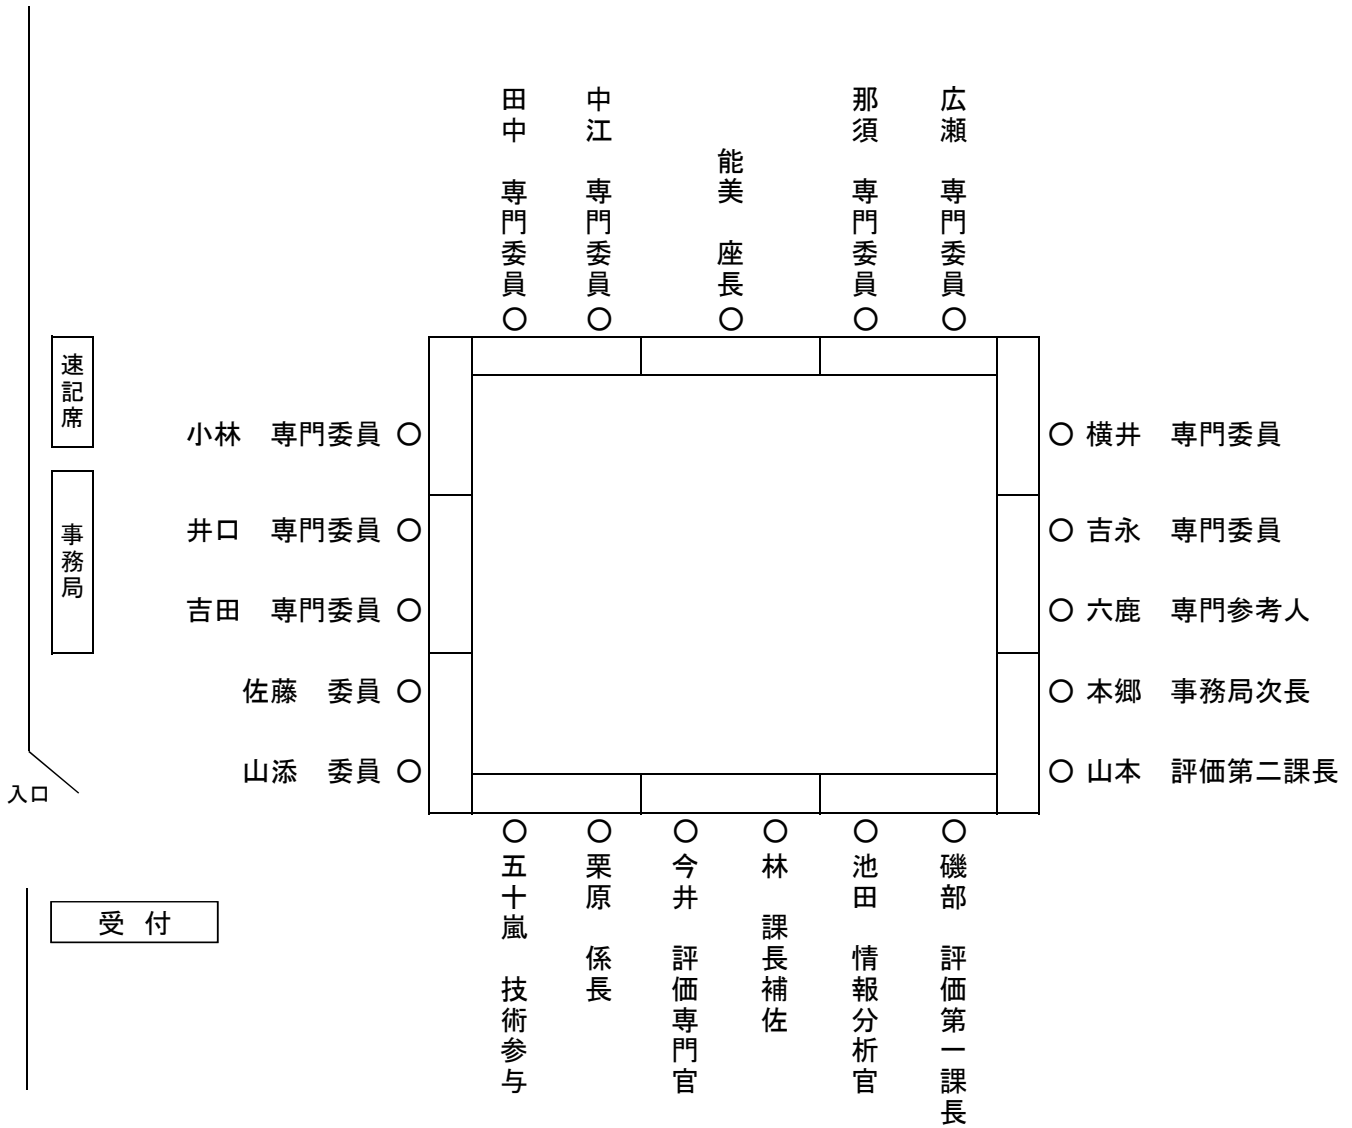 田中　専門委員
中江　専門委員
能美　座長
那須　専門委員
広瀬　専門委員
速記席
事務局
小林　専門委員
井口　専門委員
吉田　専門委員
佐藤　委員
山添　委員
横井　専門委員
吉永　専門委員
六鹿　専門参考人
本郷　事務局次長
山本　評価第二課長
入口
受付
五十嵐　技術参与
栗原　係長
今井　評価専門官
林　課長補佐
池田　情報分析官
磯部　評価第一課長